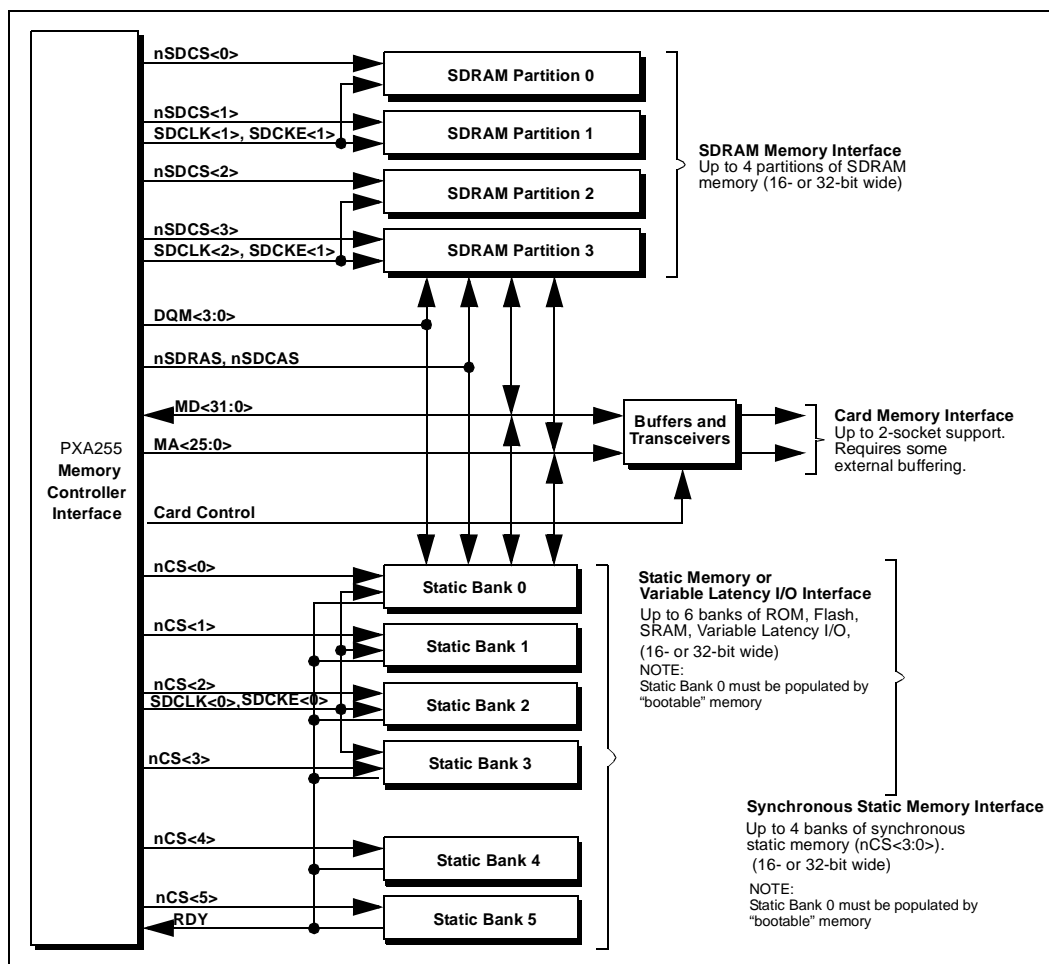 nSDCS<0>
SDRAM Partition 0
nSDCS<1>
SDCLK<1>, SDCKE<1>
SDRAM Partition 1
nSDCS<2>
SDRAM Partition 2
nSDCS<3>
SDCLK<2>, SDCKE<1>
SDRAM Partition 3
SDRAM Memory Interface
Up to 4 partitions of SDRAM
memory (16- or 32-bit wide)
DQM<3:0>
nSDRAS, nSDCAS
MD<31:0>
MA<25:0>
Buffers and
Transceivers
Card Memory Interface
Up to 2-socket support.
Requires some
external buffering.
PXA255
Memory
Controller
Interface
Card Control
nCS<0>
Static Bank 0
nCS<1>
Static Bank 1
nCS<2>
SDCLK<0>,SDCKE<0>
Static Bank 2
nCS<3>
Static Bank 3
nCS<4>
Static Bank 4
nCS<5>
RDY
Static Bank 5
Static Memory or
Variable Latency I/O Interface
Up to 6 banks of ROM, Flash,
SRAM, Variable Latency I/O,
(16- or 32-bit wide)
NOTE:
Static Bank 0 must be populated by
“bootable” memory
Synchronous Static Memory Interface
Up to 4 banks of synchronous
static memory (nCS<3:0>).
(16- or 32-bit wide)
NOTE:
Static Bank 0 must be populated by
“bootable” memory